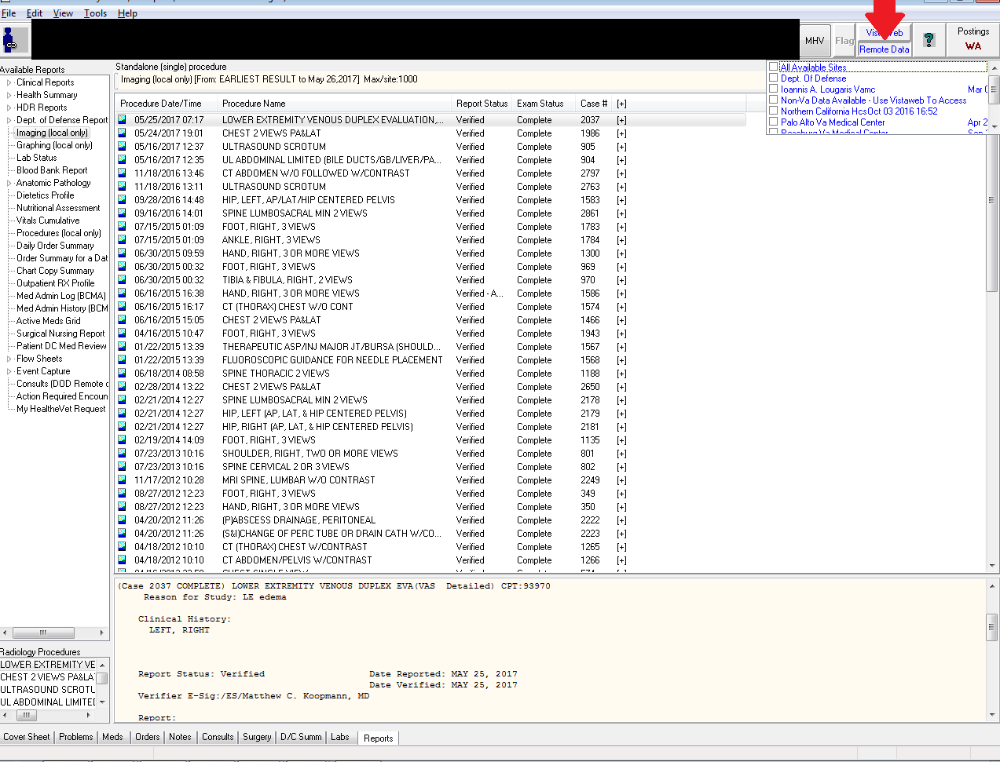 File Edit View Tools Help
MHV Flag Vis eb Remote Data ? Postings WA
Available Reports
Clinical Reports
Health Summary
HDR Reports
Dept. of Defense Report
Imaging (local only)
Graphing (local only)
Lab Status
Blood Bank Report
Anatomic Pathology
Dietetics Profile
Nutritional Assessment
Vitals Cumulative
Procedures (local only)
Daily Order Summary
Order Summary for a Dat
Chart Copy Summary
Outpatient RX Profile
Med Admin Log (BCMA)
Med Admin History (BCM
Active Meds Grid
Surgical Nursing Report
Patient DC Med Review
Flow Sheets
Event Capture
Consults (DOD Remote
Action Required Encoun
My HealtheVet Request
Standalone (single) procedure
Imaging (local only) [From: EARLIEST RESULT to May 26,2017] Max/site:1000
All Available Sites
Dept. Of Defense
Ioannis A. Lougaris Vamc Mar 0
Non-Va Data Available - Use Vistaweb To Access
Northern California HcsOct 03 2016 16:52
Palo Alto Va Medical Center Apr 2
Roseburg Va Medical Center Sep
Procedure Date/Time Procedure Name Report Status Exam Status Case # [+]
05/25/2017 07:17 LOWER EXTREMITY VENOUS DUPLEX EVALUATION,... Verified Complete 2037 [+]
05/24/2017 19:01 CHEST 2 VIEWS PA&LAT Verified Complete 1986 [+]
05/16/2017 12:37 ULTRASOUND SCROTUM Verified Complete 905 [+]
05/16/2017 12:35 UL ABDOMINAL LIMITED (BILE DUCTS/GB/LIVER/PA... Verified Complete 904 [+]
11/18/2016 13:46 CT ABDOMEN W/O FOLLOWED W/CONTRAST Verified Complete 2797 [+]
11/18/2016 13:11 ULTRASOUND SCROTUM Verified Complete 2763 [+]
09/28/2016 14:48 HIP, LEFT, AP/LAT/HIP CENTERED PELVIS Verified Complete 1583 [+]
09/16/2016 14:01 SPINE LUMBOSACRAL MIN 2 VIEWS Verified Complete 2861 [+]
07/15/2015 01:09 FOOT, RIGHT, 3 VIEWS Verified Complete 1783 [+]
07/15/2015 01:09 ANKLE, RIGHT, 3 VIEWS Verified Complete 1784 [+]
06/30/2015 09:59 HAND, RIGHT, 3 OR MORE VIEWS Verified Complete 1300 [+]
06/30/2015 00:32 FOOT, RIGHT, 3 VIEWS Verified Complete 969 [+]
06/30/2015 00:32 TIBIA & FIBULA, RIGHT, 2 VIEWS Verified Complete 970 [+]
06/16/2015 16:38 HAND, RIGHT, 3 OR MORE VIEWS Verified - A... Complete 1586 [+]
06/16/2015 16:17 CT (THORAX) CHEST W/O CONT Verified Complete 1574 [+]
06/16/2015 15:05 CHEST 2 VIEWS PA&LAT Verified Complete 1466 [+]
04/16/2015 10:47 FOOT, RIGHT, 3 VIEWS Verified Complete 1943 [+]
01/22/2015 13:39 THERAPEUTIC ASP/INJ MAJOR JT/BURSA (SHOULD... Verified Complete 1567 [+]
01/22/2015 13:39 FLUOROSCOPIC GUIDANCE FOR NEEDLE PLACEMENT Verified Complete 1568 [+]
06/18/2014 08:58 SPINE THORACIC 2 VIEWS Verified Complete 1188 [+]
02/28/2014 13:22 CHEST 2 VIEWS PA&LAT Verified Complete 2650 [+]
02/21/2014 12:27 SPINE LUMBOSACRAL MIN 2 VIEWS Verified Complete 2178 [+]
02/21/2014 12:27 HIP, LEFT (AP, LAT, & HIP CENTERED PELVIS) Verified Complete 2179 [+]
02/21/2014 12:27 HIP, RIGHT (AP, LAT, & HIP CENTERED PELVIS) Verified Complete 2181 [+]
02/19/2014 14:09 FOOT, RIGHT, 3 VIEWS Verified Complete 1135 [+]
07/23/2013 10:16 SHOULDER, RIGHT, TWO OR MORE VIEWS Verified Complete 801 [+]
07/23/2013 10:16 SPINE CERVICAL 2 OR 3 VIEWS Verified Complete 802 [+]
11/17/2012 10:28 MRI SPINE, LUMBAR W/O CONTRAST Verified Complete 2249 [+]
08/27/2012 12:23 FOOT, RIGHT, 3 VIEWS Verified Complete 349 [+]
08/27/2012 12:23 HAND, RIGHT, 3 OR MORE VIEWS Verified Complete 350 [+]
04/20/2012 11:26 (P)ABSCESS DRAINAGE, PERITONEAL Verified Complete 2222 [+]
04/20/2012 11:26 (S&I)CHANGE OF PERC TUBE OR DRAIN CATH W/CO... Verified Complete 2223 [+]
04/18/2012 10:10 CT (THORAX) CHEST W/CONTRAST Verified Complete 1265 [+]
04/18/2012 10:10 CT ABDOMEN/PELVIS W/CONTRAST Verified Complete 1266 [+]
(Case 2037 COMPLETE) LOWER EXTREMITY VENOUS DUPLEX EVA(VAS Detailed) CPT:93970
Reason for Study: LE edema
Clinical History:
LEFT, RIGHT
Report Status: Verified Date Reported: MAY 25, 2017
Date Verified: MAY 25, 2017
Verifier E-Sig:/ES/Matthew C. Koopmann, MD
Report:
Radiology Procedures
LOWER EXTREMITY VE
CHEST 2 VIEWS PA&LA
ULTRASOUND SCROTU
UL ABDOMINAL LIMITE
Cover Sheet Problems Meds Orders Notes Consults Surgery D/C Summ Labs Reports